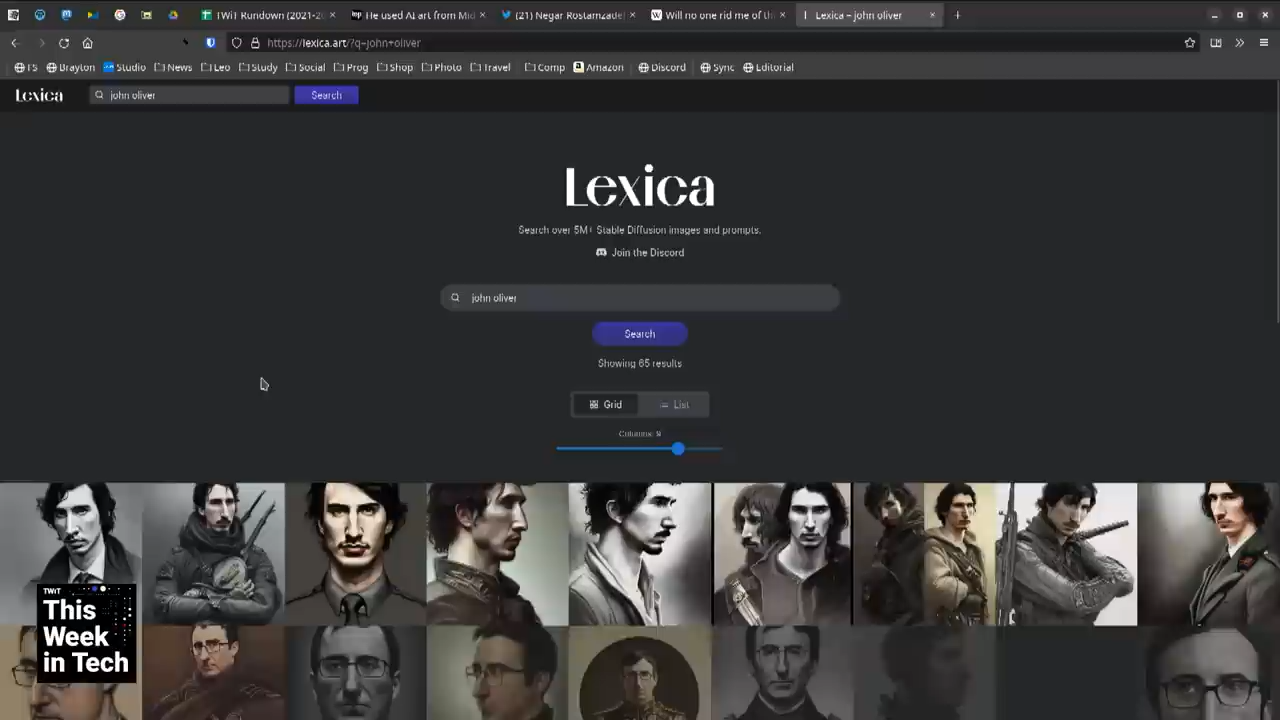 TWiT Rundown (2021-20
He used AI art from Mid
(21) Negar Rostamzade
Will no one rid me of th
Lexica – john oliver
https://lexica.art/?q=john+oliver
TS
Brayton
Studio
News
Leo
Study
Social
Prog
Shop
Photo
Travel
Comp
Amazon
Discord
Sync
Editorial
Lexica
john oliver
Search
Lexica
Search over 5M+ Stable Diffusion images and prompts.
Join the Discord
john oliver
Search
Showing 65 results
Grid
List
Columns: 9
TWiT
This
Week
in Tech